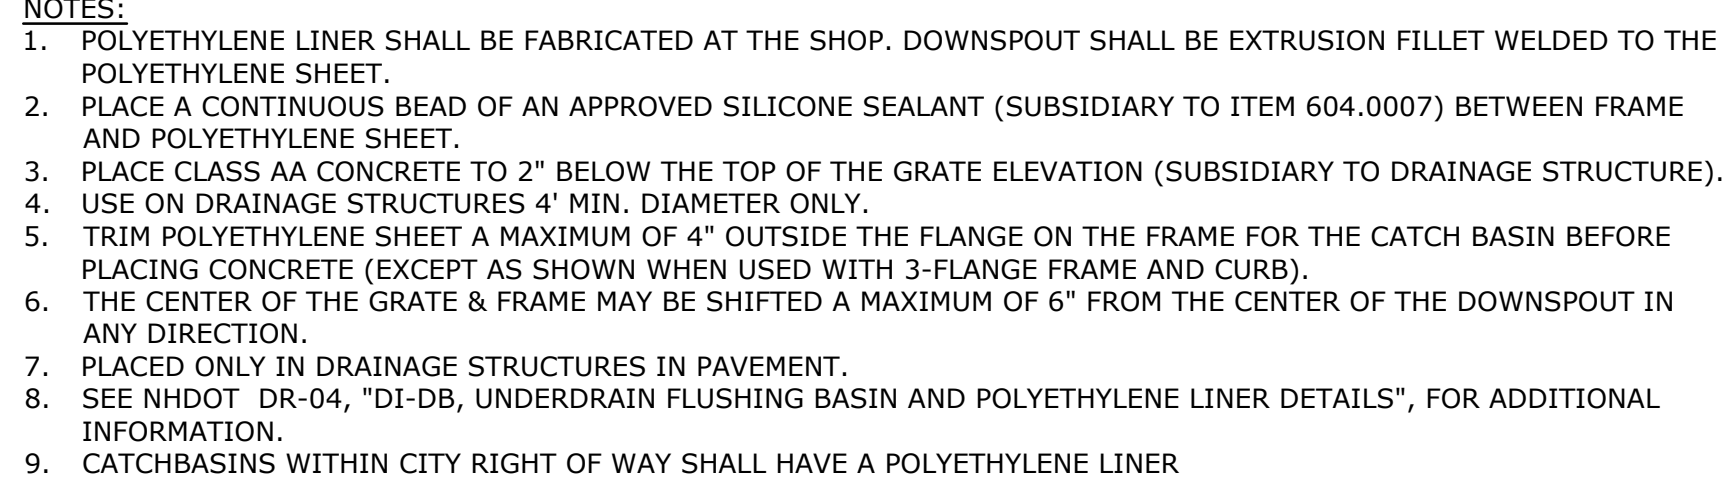 NOTES:
1. POLYETHYLENE LINER SHALL BE FABRICATED AT THE SHOP. DOWNSPOUT SHALL BE EXTRUSION FILLET WELDED TO THE
POLYETHYLENE SHEET.
2. PLACE A CONTINUOUS BEAD OF AN APPROVED SILICONE SEALANT (SUBSIDIARY TO ITEM 604.0007) BETWEEN FRAME
AND POLYETHYLENE SHEET.
3. PLACE CLASS AA CONCRETE TO 2" BELOW THE TOP OF THE GRATE ELEVATION (SUBSIDIARY TO DRAINAGE STRUCTURE).
4. USE ON DRAINAGE STRUCTURES 4' MIN. DIAMETER ONLY.
5. TRIM POLYETHYLENE SHEET A MAXIMUM OF 4" OUTSIDE THE FLANGE ON THE FRAME FOR THE CATCH BASIN BEFORE
PLACING CONCRETE (EXCEPT AS SHOWN WHEN USED WITH 3-FLANGE FRAME AND CURB).
6. THE CENTER OF THE GRATE & FRAME MAY BE SHIFTED A MAXIMUM OF 6" FROM THE CENTER OF THE DOWNSPOUT IN
ANY DIRECTION.
7. PLACED ONLY IN DRAINAGE STRUCTURES IN PAVEMENT.
8. SEE NHDOT DR-04, "DI-DB, UNDERDRAIN FLUSHING BASIN AND POLYETHYLENE LINER DETAILS", FOR ADDITIONAL
INFORMATION.
9. CATCHBASINS WITHIN CITY RIGHT OF WAY SHALL HAVE A POLYETHYLENE LINER